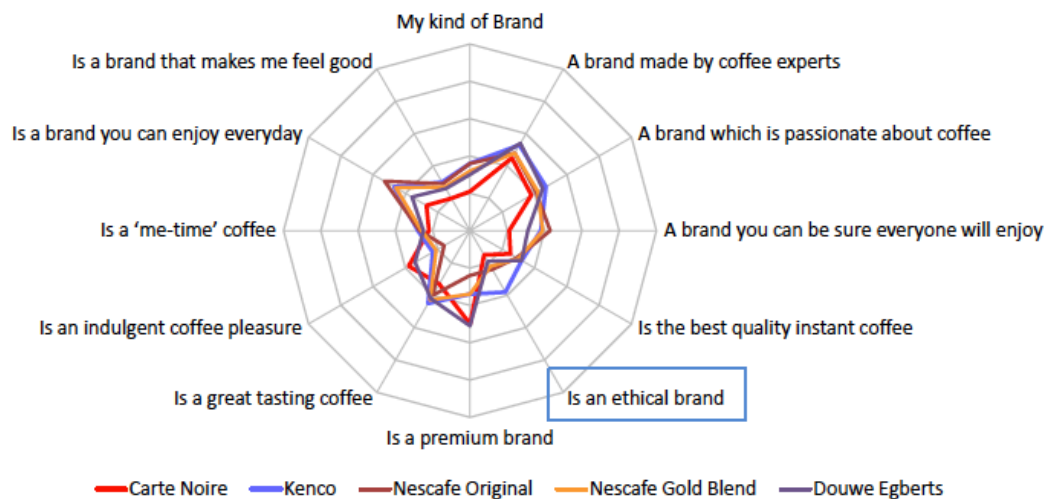 My kind of Brand
Is a brand that makes me feel good
A brand made by coffee experts
Is a brand you can enjoy everyday
A brand which is passionate about coffee
Is a ‘me-time’ coffee
A brand you can be sure everyone will enjoy
Is an indulgent coffee pleasure
Is the best quality instant coffee
Is a great tasting coffee
Is an ethical brand
Is a premium brand
Carte Noire Kenco Nescafe Original Nescafe Gold Blend Douwe Egberts